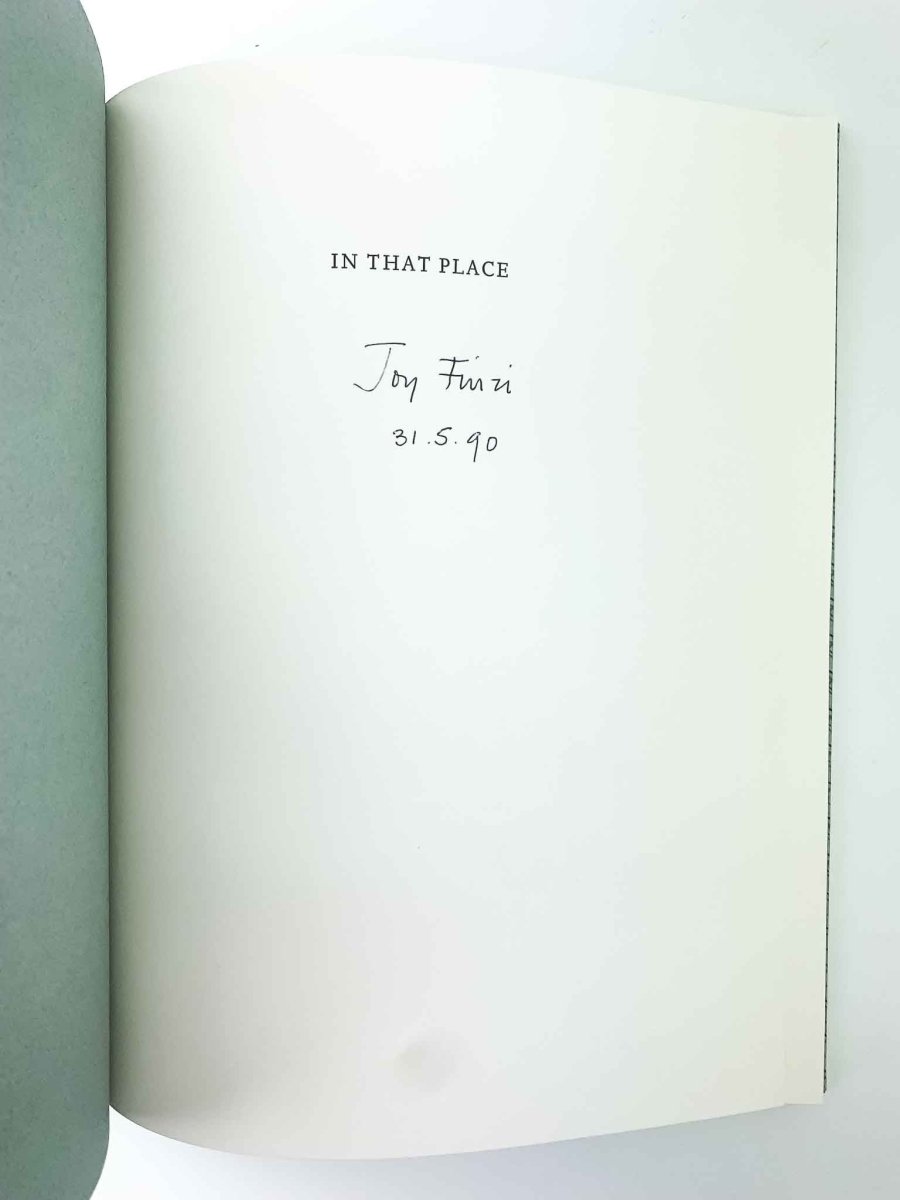 IN THAT PLACE
Joy Finzi
31.5.90